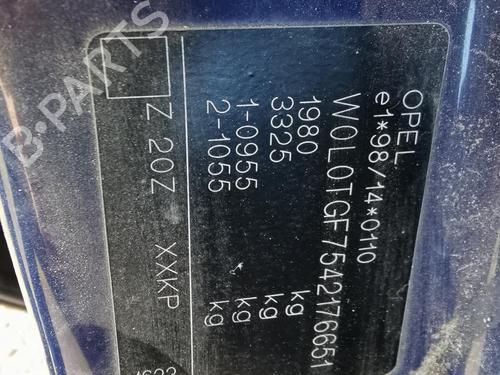 OPEL
e1*98/14*0110
W0L0TGF7542176651
1980 kg
3325 kg
1-0955 kg
2-1055 kg
Z 20Z XXKP
B-PARTS